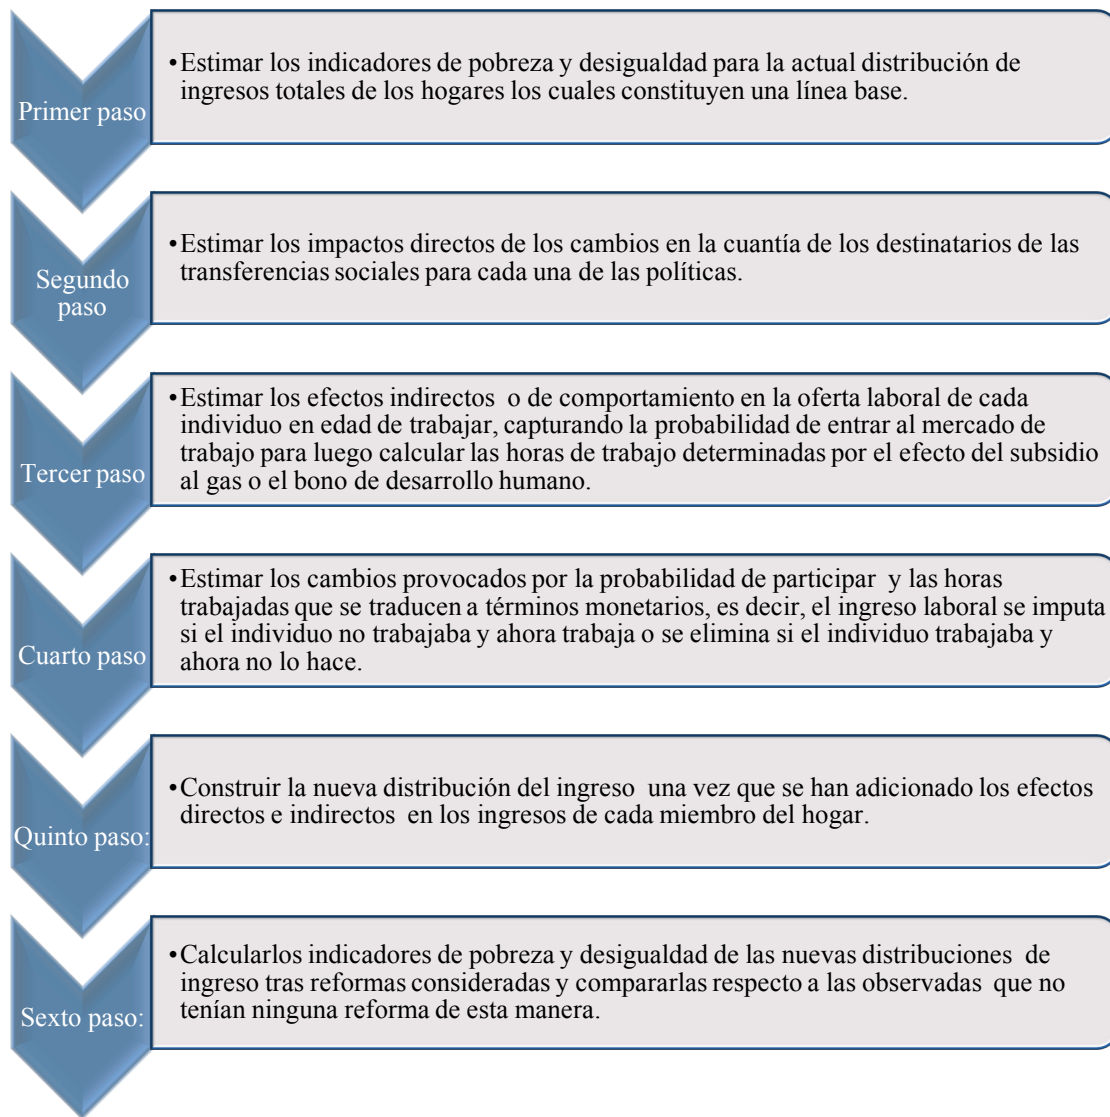 Primer paso
•Estimar los indicadores de pobreza y desigualdad para la actual distribución de
ingresos totales de los hogares los cuales constituyen una línea base.
Segundo
paso
•Estimar los impactos directos de los cambios en la cuantía de los destinatarios de las
transferencias sociales para cada una de las políticas.
Tercer paso
•Estimar los efectos indirectos o de comportamiento en la oferta laboral de cada
individuo en edad de trabajar, capturando la probabilidad de entrar al mercado de
trabajo para luego calcular las horas de trabajo determinadas por el efecto del subsidio
al gas o el bono de desarrollo humano.
Cuarto paso
•Estimar los cambios provocados por la probabilidad de participar y las horas
trabajadas que se traducen a términos monetarios, es decir, el ingreso laboral se imputa
si el individuo no trabajaba y ahora trabaja o se elimina si el individuo trabajaba y
ahora no lo hace.
Quinto paso:
•Construir la nueva distribución del ingreso una vez que se han adicionado los efectos
directos e indirectos en los ingresos de cada miembro del hogar.
Sexto paso:
•Calcularlos indicadores de pobreza y desigualdad de las nuevas distribuciones de
ingreso tras reformas consideradas y compararlas respecto a las observadas que no
tenían ninguna reforma de esta manera.